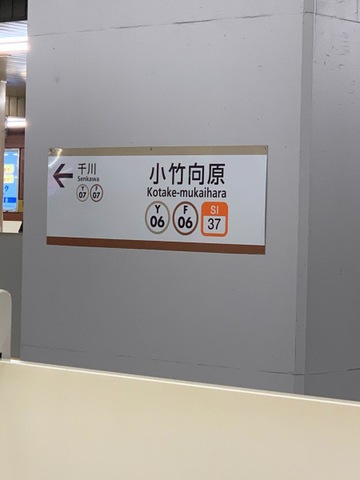 千川
Senkawa
Y 07 F 07
小竹向原
Kotake-mukaihara
Y 06 F 06 SI 37